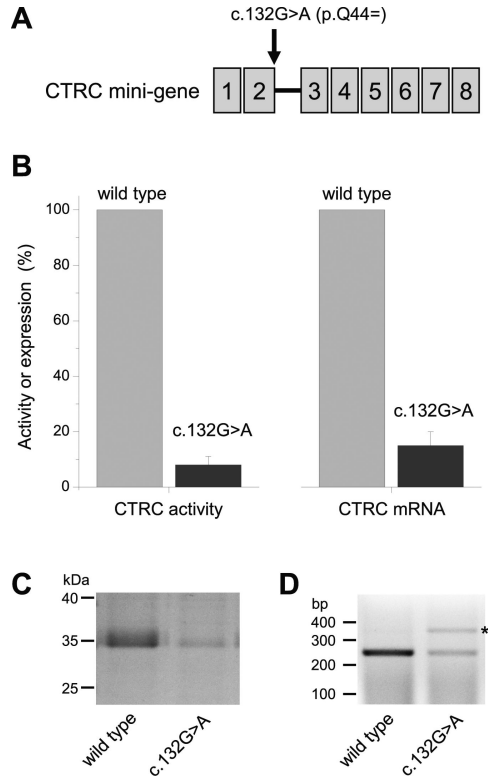 A
c.132G>A (p.Q44=)
CTRC mini-gene 1 2 3 4 5 6 7 8
B
wild type wild type
100
80
60
40
20
0
Activity or expression (%)
c.132G>A
c.132G>A
CTRC activity CTRC mRNA
C
kDa
40
35
25
wild type
c.132G>A
D
bp
400
300
200
100
*
wild type
c.132G>A